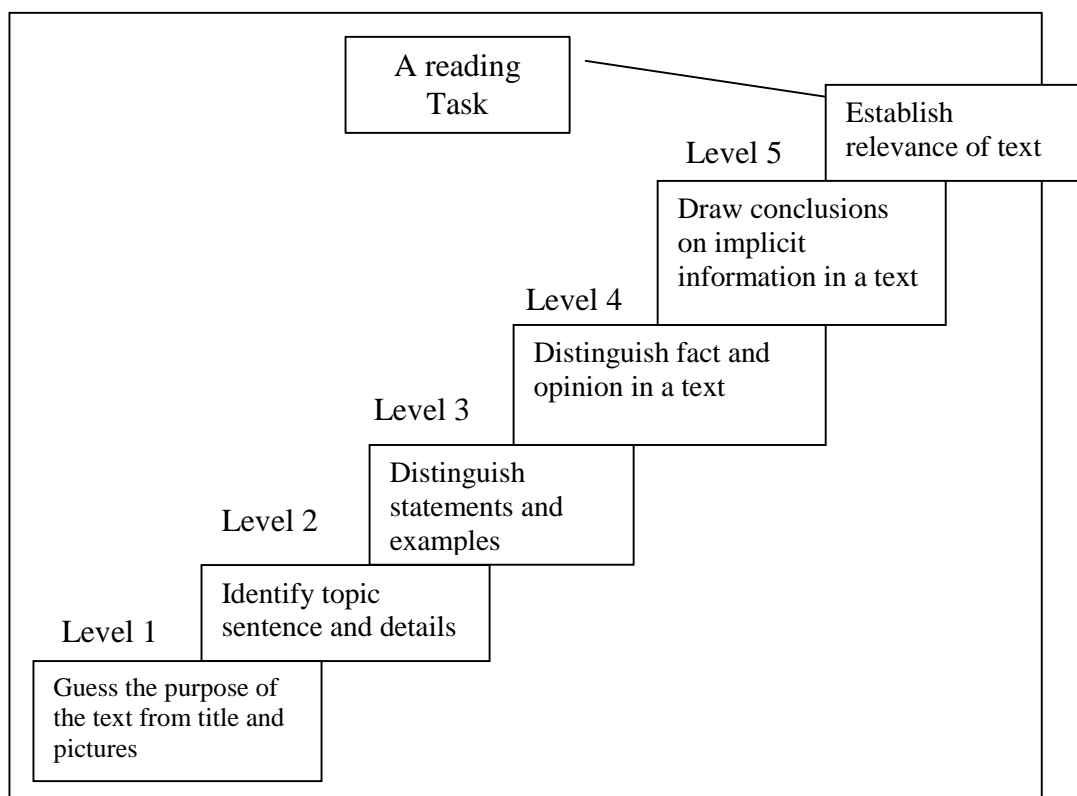 A reading
Task
Establish
relevance of text
Level 5
Draw conclusions
on implicit
information in a text
Level 4
Distinguish fact and
opinion in a text
Level 3
Distinguish
statements and
examples
Level 2
Identify topic
sentence and details
Level 1
Guess the purpose of
the text from title and
pictures